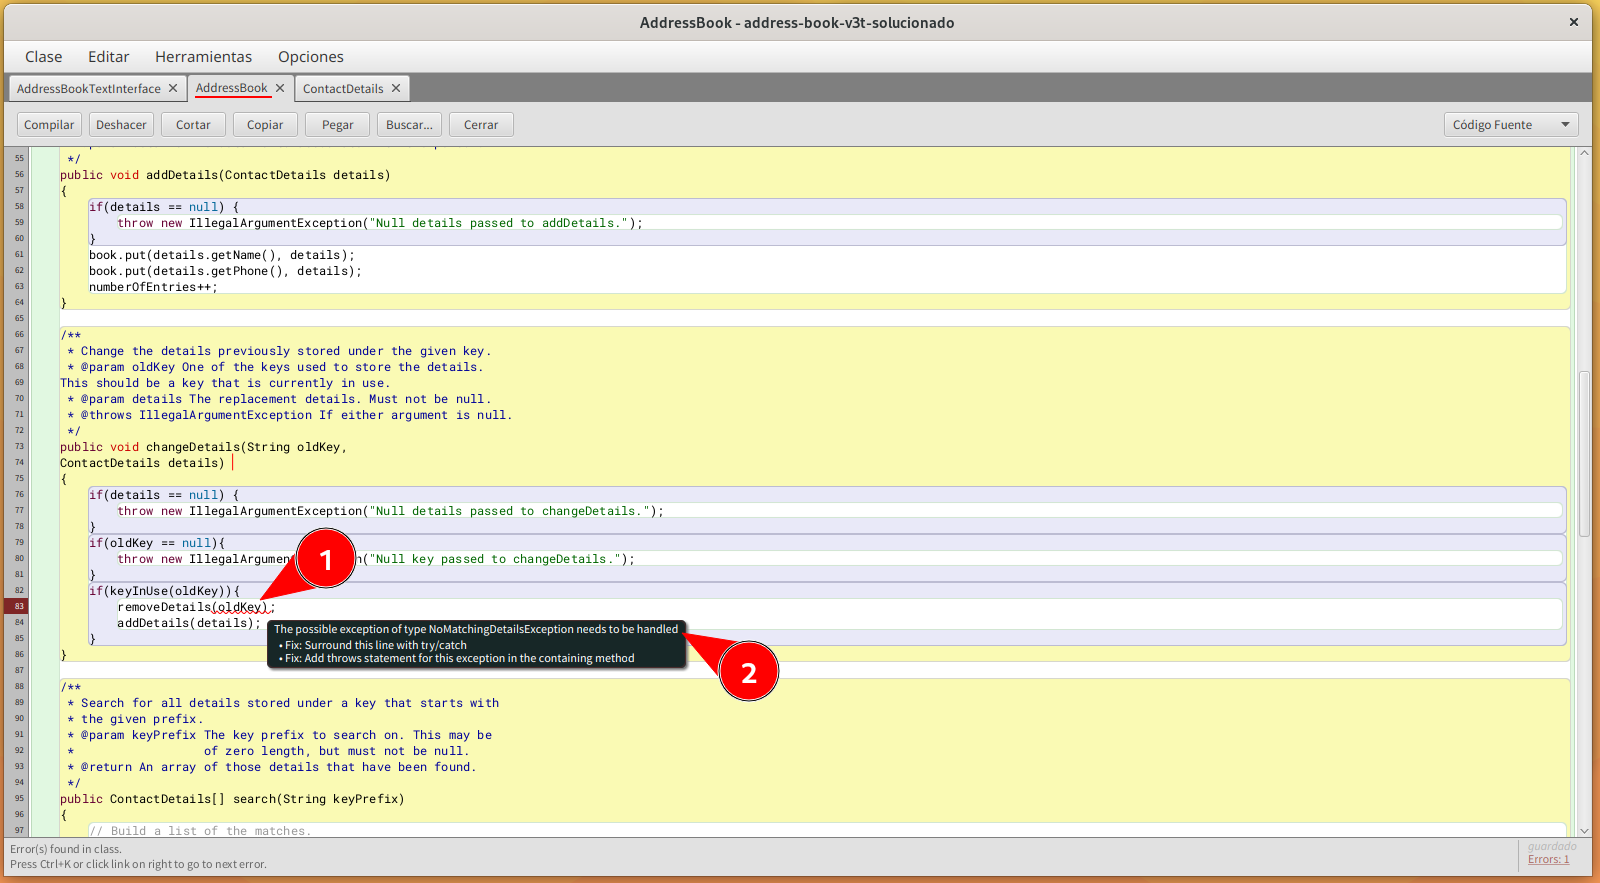 AddressBook - address-book-v3t-solucionado
Clase Editar Herramientas Opciones
AddressBookTextInterface AddressBook ContactDetails
Compilar Deshacer Cortar Copiar Pegar Buscar... Cerrar Código Fuente
55 */
56 public void addDetails(ContactDetails details)
57 {
58 if(details == null) {
59 throw new IllegalArgumentException("Null details passed to addDetails.");
60 }
61 book.put(details.getName(), details);
62 book.put(details.getPhone(), details);
63 numberOfEntries++;
64 }
65
66 /**
67 * Change the details previously stored under the given key.
68 * @param oldKey One of the keys used to store the details.
69 This should be a key that is currently in use.
70 * @param details The replacement details. Must not be null.
71 * @throws IllegalArgumentException If either argument is null.
72 */
73 public void changeDetails(String oldKey,
74 ContactDetails details)
75 {
76 if(details == null) {
77 throw new IllegalArgumentException("Null details passed to changeDetails.");
78 }
79 if(oldKey == null){
80 throw new IllegalArgumen 1 ("Null key passed to changeDetails.");
81 }
82 if(keyInUse(oldKey)){
83 removeDetails(oldKey);
84 addDetails(details);
The possible exception of type NoMatchingDetailsException needs to be handled
85 }
• Fix: Surround this line with try/catch
86 }
• Fix: Add throws statement for this exception in the containing method
2
87
88 /**
89 * Search for all details stored under a key that starts with
90 * the given prefix.
91 * @param keyPrefix The key prefix to search on. This may be
92 * of zero length, but must not be null.
93 * @return An array of those details that have been found.
94 */
95 public ContactDetails[] search(String keyPrefix)
96 {
97 // Build a list of the matches.
Error(s) found in class.
Press Ctrl+K or click link on right to go to next error.
guardado
Errors: 1